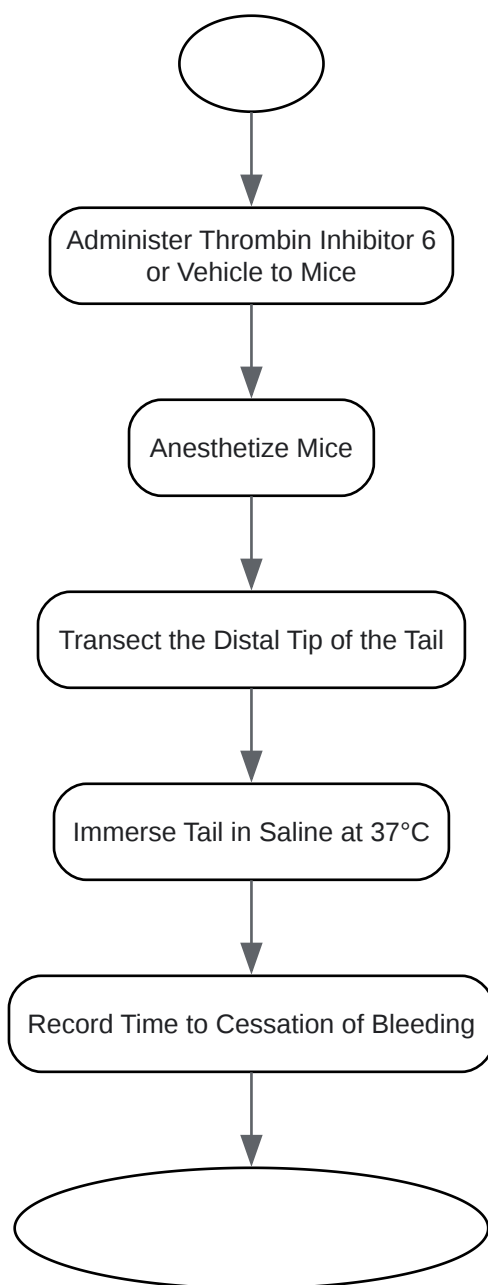 Administer Thrombin Inhibitor 6
or Vehicle to Mice
Anesthetize Mice
Transect the Distal Tip of the Tail
Immerse Tail in Saline at 37°C
Record Time to Cessation of Bleeding